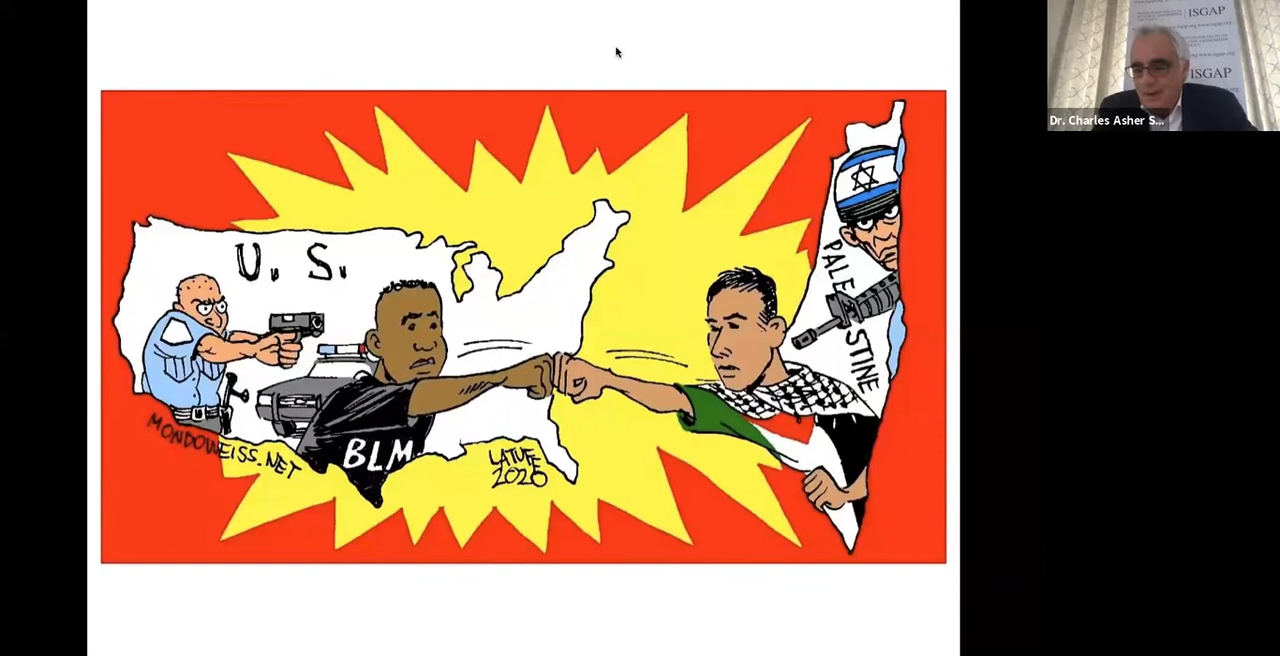 U. S.
BLM
MONDOWEISS.NET
LATUFF
2020
PALESTINE
ISGAP
ISGAP
Dr. Charles Asher S...